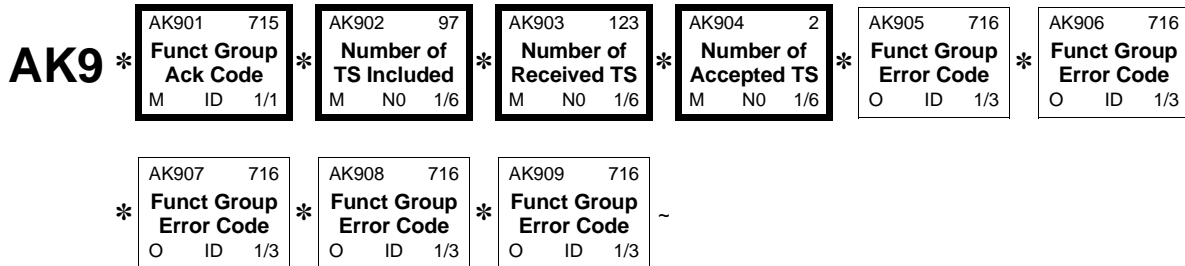 AK9 * AK901 715 * AK902 97 * AK903 123 * AK904 2 * AK905 716 * AK906 716
Funct Group Number of Number of Number of Funct Group Funct Group
Ack Code TS Included Received TS Accepted TS Error Code Error Code
M ID 1/1 M N0 1/6 M N0 1/6 M N0 1/6 O ID 1/3 O ID 1/3
* AK907 716 * AK908 716 * AK909 716 ~
Funct Group Funct Group Funct Group
Error Code Error Code Error Code
O ID 1/3 O ID 1/3 O ID 1/3